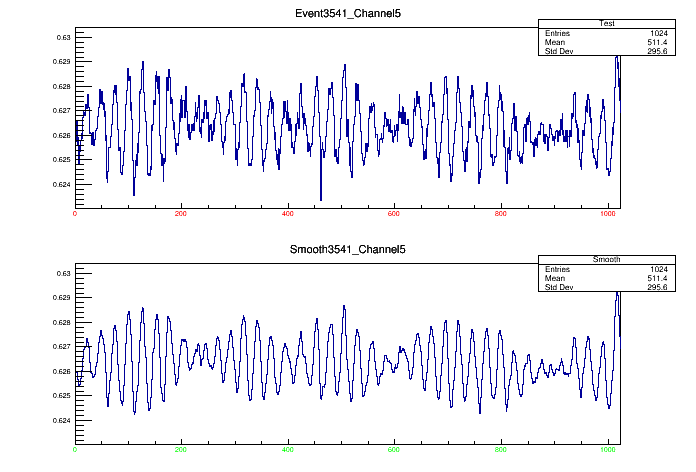 Event3541_Channel5
Test
Entries 1024
Mean 511.4
Std Dev 295.6
0.63
0.629
0.628
0.627
0.626
0.625
0.624
0 200 400 600 800 1000
Smooth3541_Channel5
Smooth
Entries 1024
Mean 511.4
Std Dev 295.6
0.63
0.629
0.628
0.627
0.626
0.625
0.624
0 200 400 600 800 1000